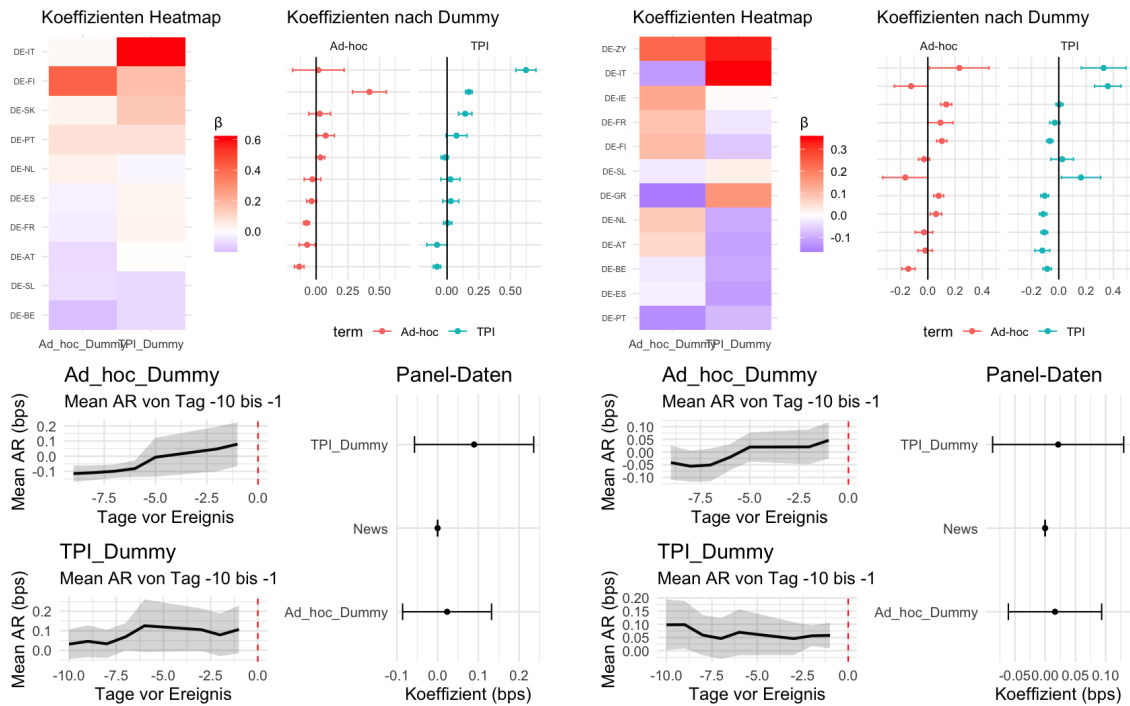 Koeffizienten Heatmap
DE-IT
DE-FI
DE-SK
DE-PT
DE-NL
DE-ES
DE-FR
DE-AT
DE-SL
DE-BE
Ad_hoc_Dummy TPI_Dummy
β
0.6
0.4
0.2
0.0
Koeffizienten nach Dummy
Ad-hoc TPI
0.00 0.25 0.50 0.00 0.25 0.50
term Ad-hoc TPI
Koeffizienten Heatmap
DE-ZY
DE-IT
DE-IE
DE-FR
DE-FI
DE-SL
DE-GR
DE-NL
DE-AT
DE-BE
DE-ES
DE-PT
Ad_hoc_Dummy TPI_Dummy
β
0.3
0.2
0.1
0.0
-0.1
Koeffizienten nach Dummy
Ad-hoc TPI
-0.2 0.0 0.2 0.4 -0.2 0.0 0.2 0.4
term Ad-hoc TPI
Ad_hoc_Dummy
Mean AR von Tag -10 bis -1
Mean AR (bps)
0.2
0.1
0.0
-0.1
-7.5 -5.0 -2.5 0.0
Tage vor Ereignis
TPI_Dummy
Mean AR von Tag -10 bis -1
Mean AR (bps)
0.2
0.1
0.0
-10.0 -7.5 -5.0 -2.5 0.0
Tage vor Ereignis
Panel-Daten
TPI_Dummy
News
Ad_hoc_Dummy
-0.1 0.0 0.1 0.2
Koeffizient (bps)
Ad_hoc_Dummy
Mean AR von Tag -10 bis -1
Mean AR (bps)
0.10
0.05
0.00
-0.05
-0.10
-7.5 -5.0 -2.5 0.0
Tage vor Ereignis
TPI_Dummy
Mean AR von Tag -10 bis -1
Mean AR (bps)
0.20
0.15
0.10
0.05
0.00
-10.0 -7.5 -5.0 -2.5 0.0
Tage vor Ereignis
Panel-Daten
TPI_Dummy
News
Ad_hoc_Dummy
-0.05 0.00 0.05 0.10
Koeffizient (bps)